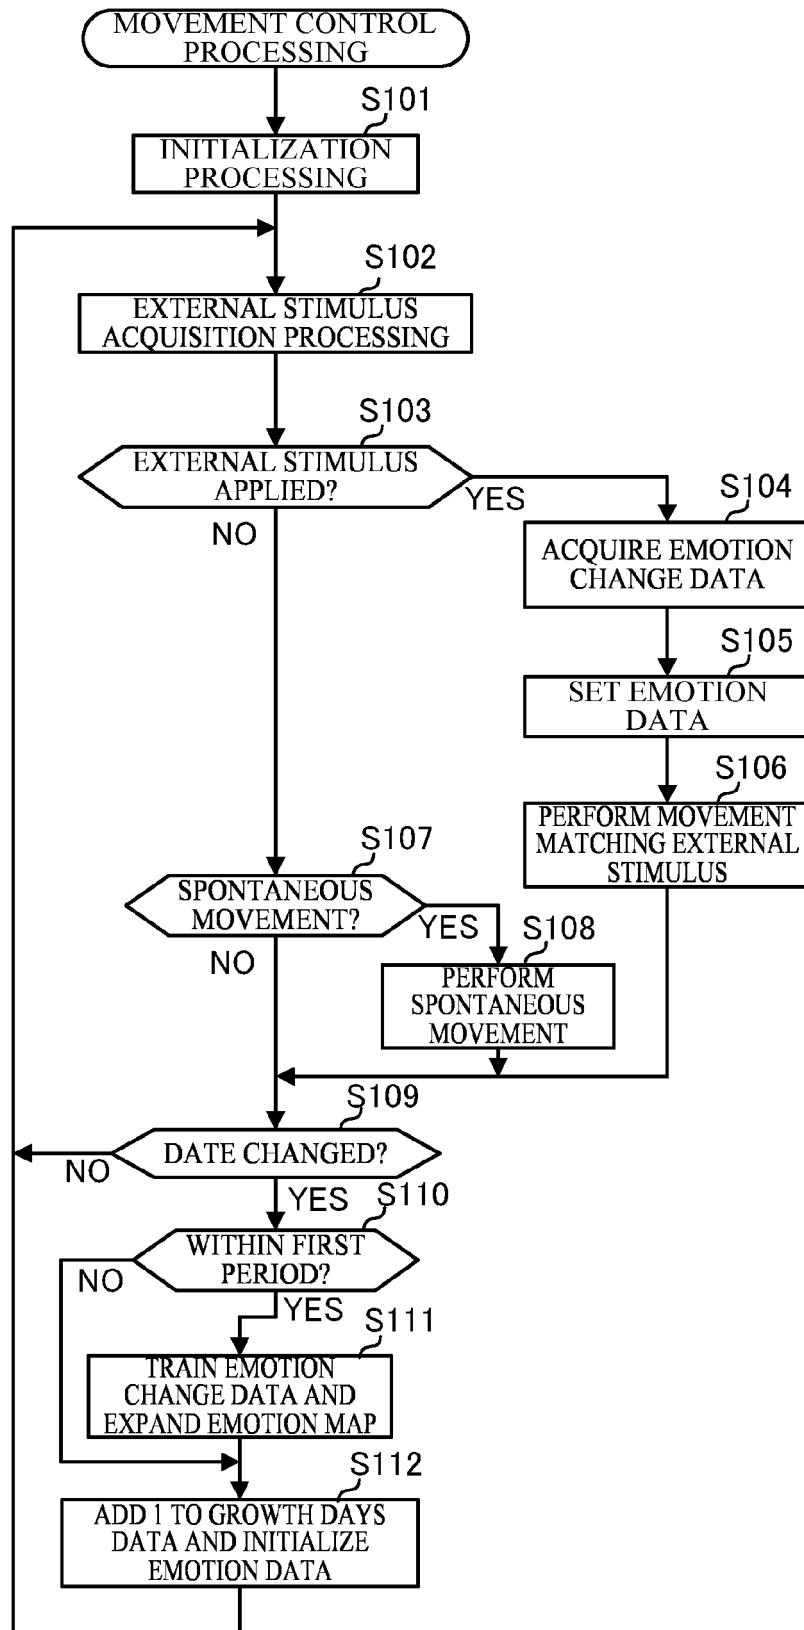 MOVEMENT CONTROL
PROCESSING
S101
INITIALIZATION
PROCESSING
S102
EXTERNAL STIMULUS
ACQUISITION PROCESSING
S103
EXTERNAL STIMULUS
APPLIED?
YES
NO
S104
ACQUIRE EMOTION
CHANGE DATA
S105
SET EMOTION
DATA
S106
PERFORM MOVEMENT
MATCHING EXTERNAL
STIMULUS
S107
SPONTANEOUS
MOVEMENT?
YES
NO
S108
PERFORM
SPONTANEOUS
MOVEMENT
S109
DATE CHANGED?
NO
YES
S110
WITHIN FIRST
PERIOD?
NO
YES
S111
TRAIN EMOTION
CHANGE DATA AND
EXPAND EMOTION MAP
S112
ADD 1 TO GROWTH DAYS
DATA AND INITIALIZE
EMOTION DATA